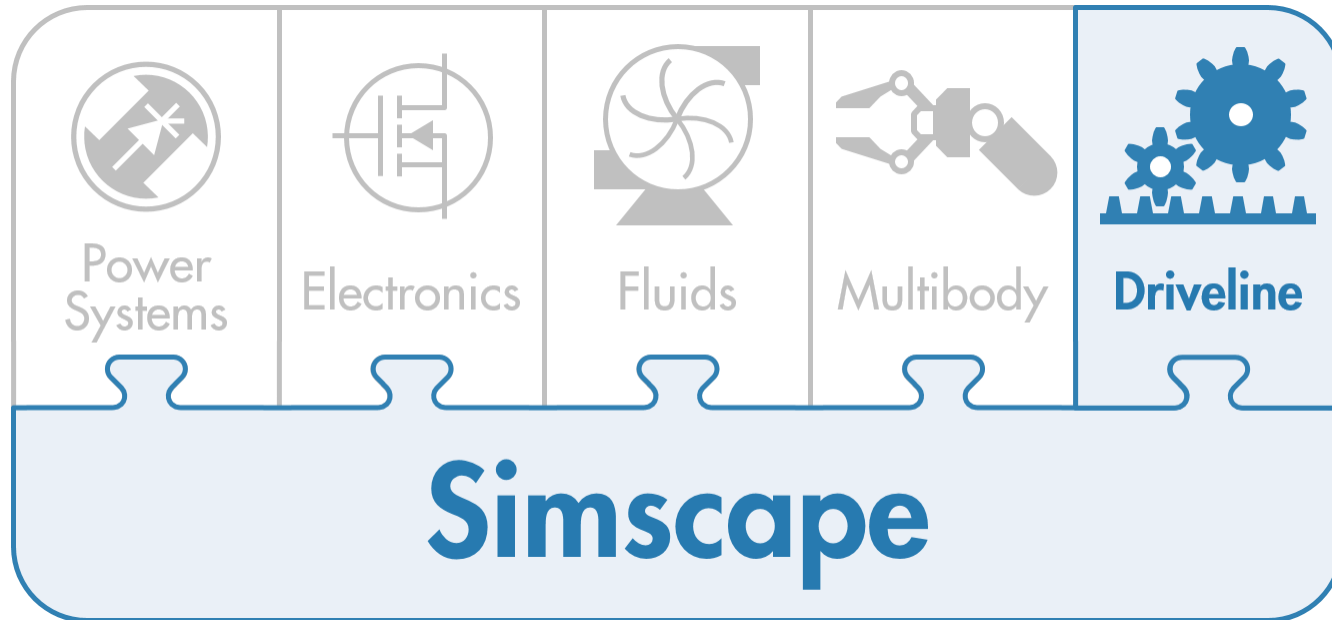 Power
Systems
Electronics
Fluids
Multibody
Driveline
Simscape